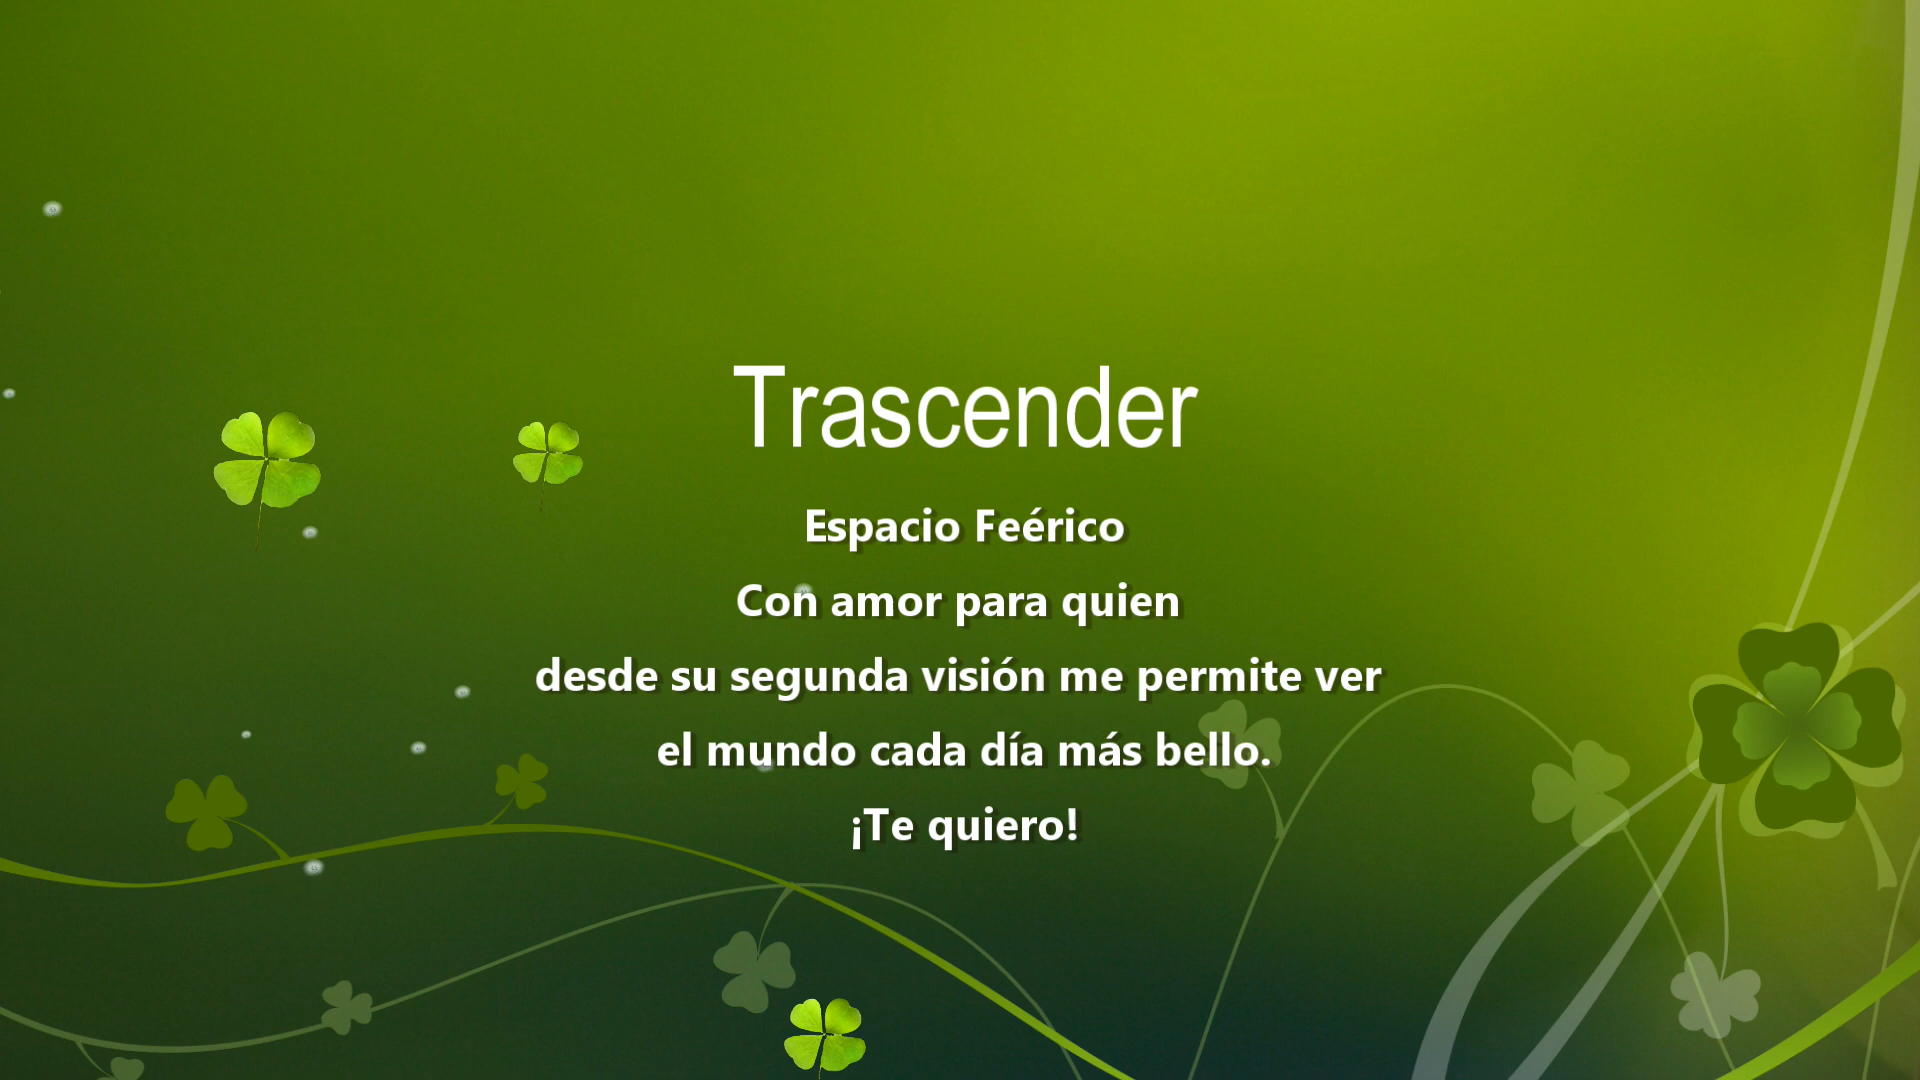 Trascender
Espacio Feérico
Con amor para quien
desde su segunda visión me permite ver
el mundo cada día más bello.
¡Te quiero!